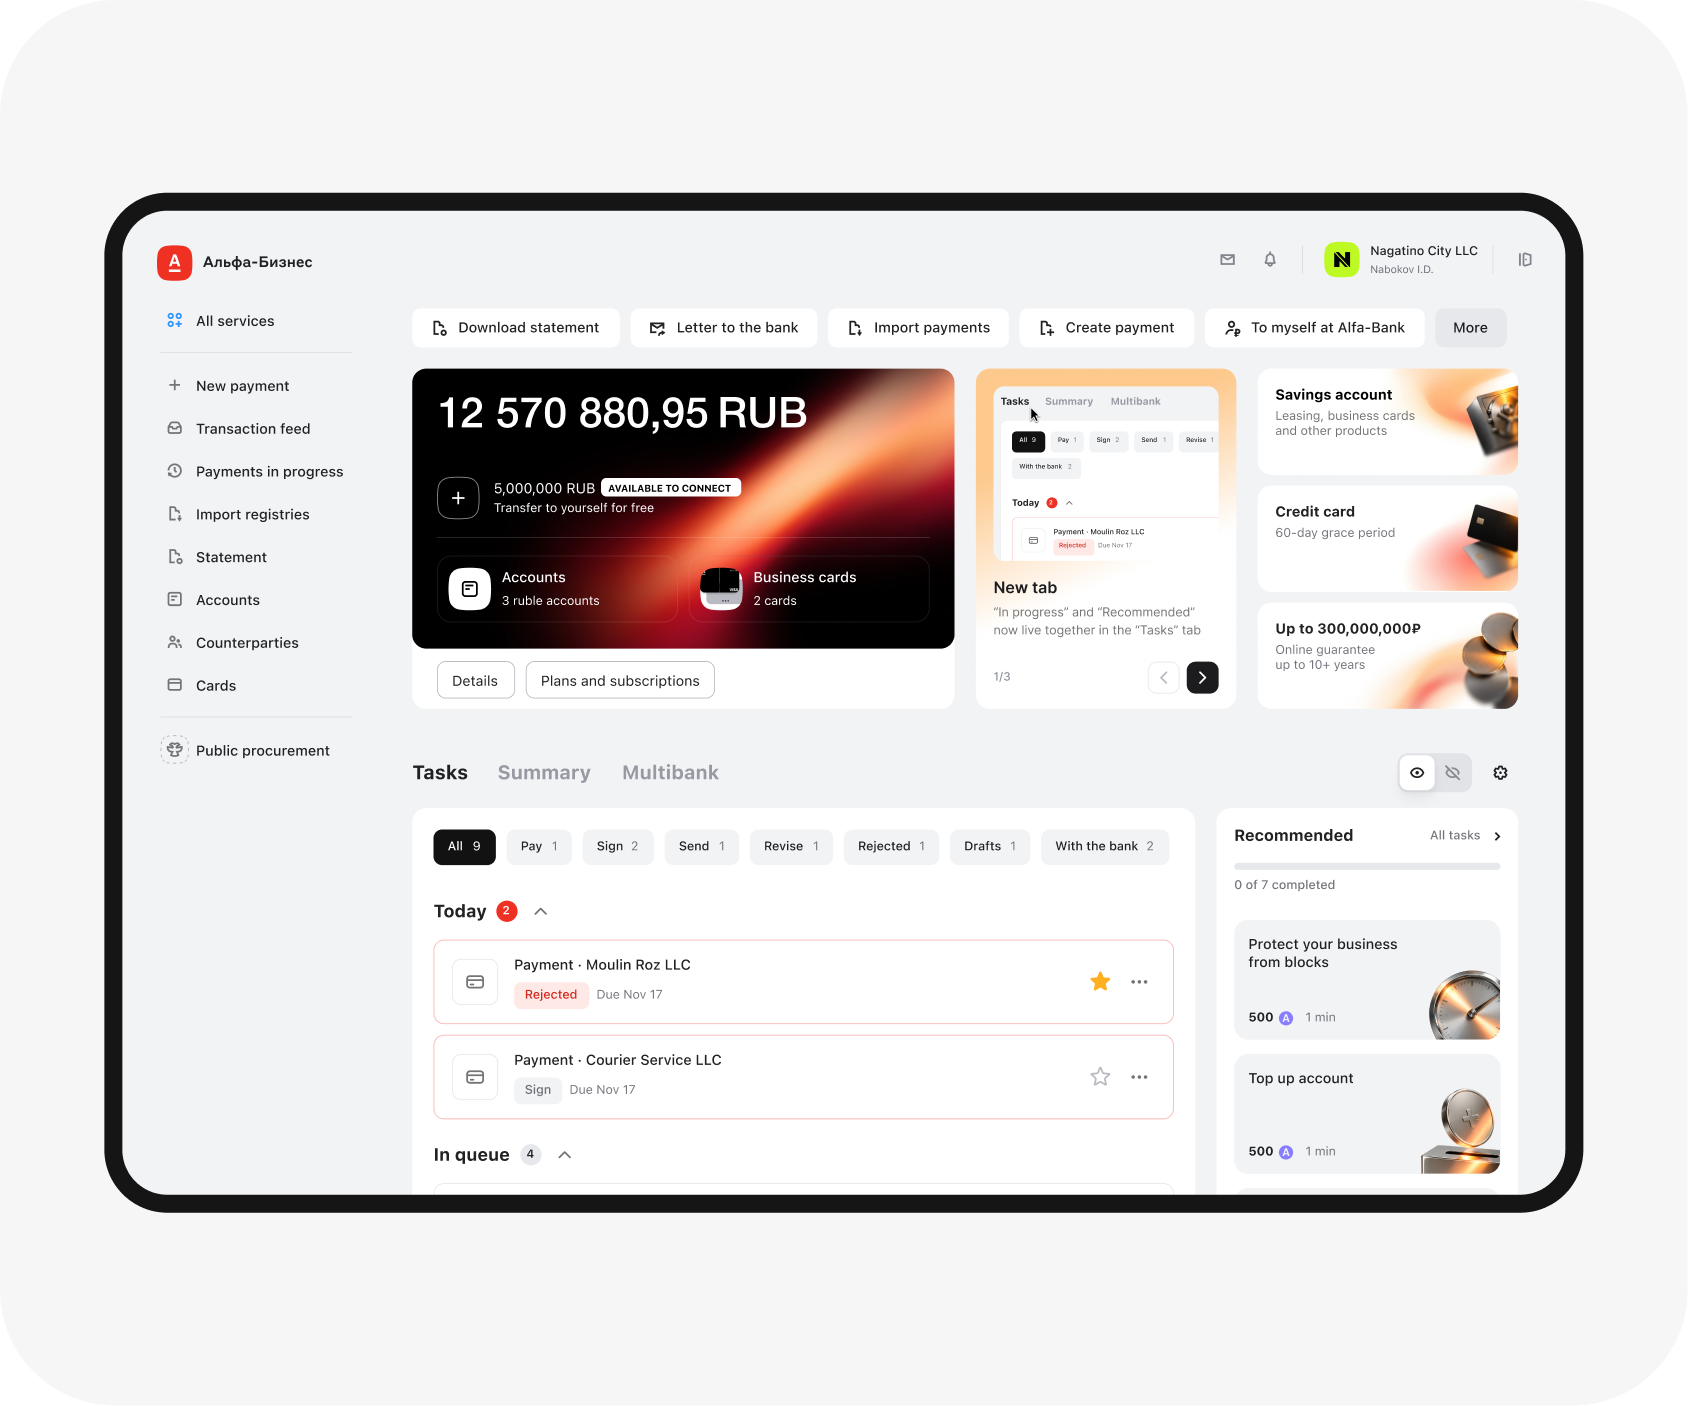 Альфа-Бизнес
Nagatino City LLC
Nabokov I.D.
All services
New payment
Transaction feed
Payments in progress
Import registries
Statement
Accounts
Counterparties
Cards
Public procurement
Download statement
Letter to the bank
Import payments
Create payment
To myself at Alfa-Bank
More
12 570 880,95 RUB
5,000,000 RUB AVAILABLE TO CONNECT
Transfer to yourself for free
Accounts
3 ruble accounts
Business cards
2 cards
Details
Plans and subscriptions
Tasks Summary Multibank
All 9 Pay 1 Sign 2 Send 1 Revise 1
With the bank 2
Today 2
Payment · Moulin Roz LLC
Rejected Due Nov 17
New tab
“In progress” and “Recommended”
now live together in the “Tasks” tab
1/3
Savings account
Leasing, business cards
and other products
Credit card
60-day grace period
Up to 300,000,000₽
Online guarantee
up to 10+ years
Tasks Summary Multibank
All 9 Pay 1 Sign 2 Send 1 Revise 1 Rejected 1 Drafts 1 With the bank 2
Today 2
Payment · Moulin Roz LLC
Rejected Due Nov 17
Payment · Courier Service LLC
Sign Due Nov 17
In queue 4
Recommended All tasks
0 of 7 completed
Protect your business
from blocks
500 A 1 min
Top up account
500 A 1 min